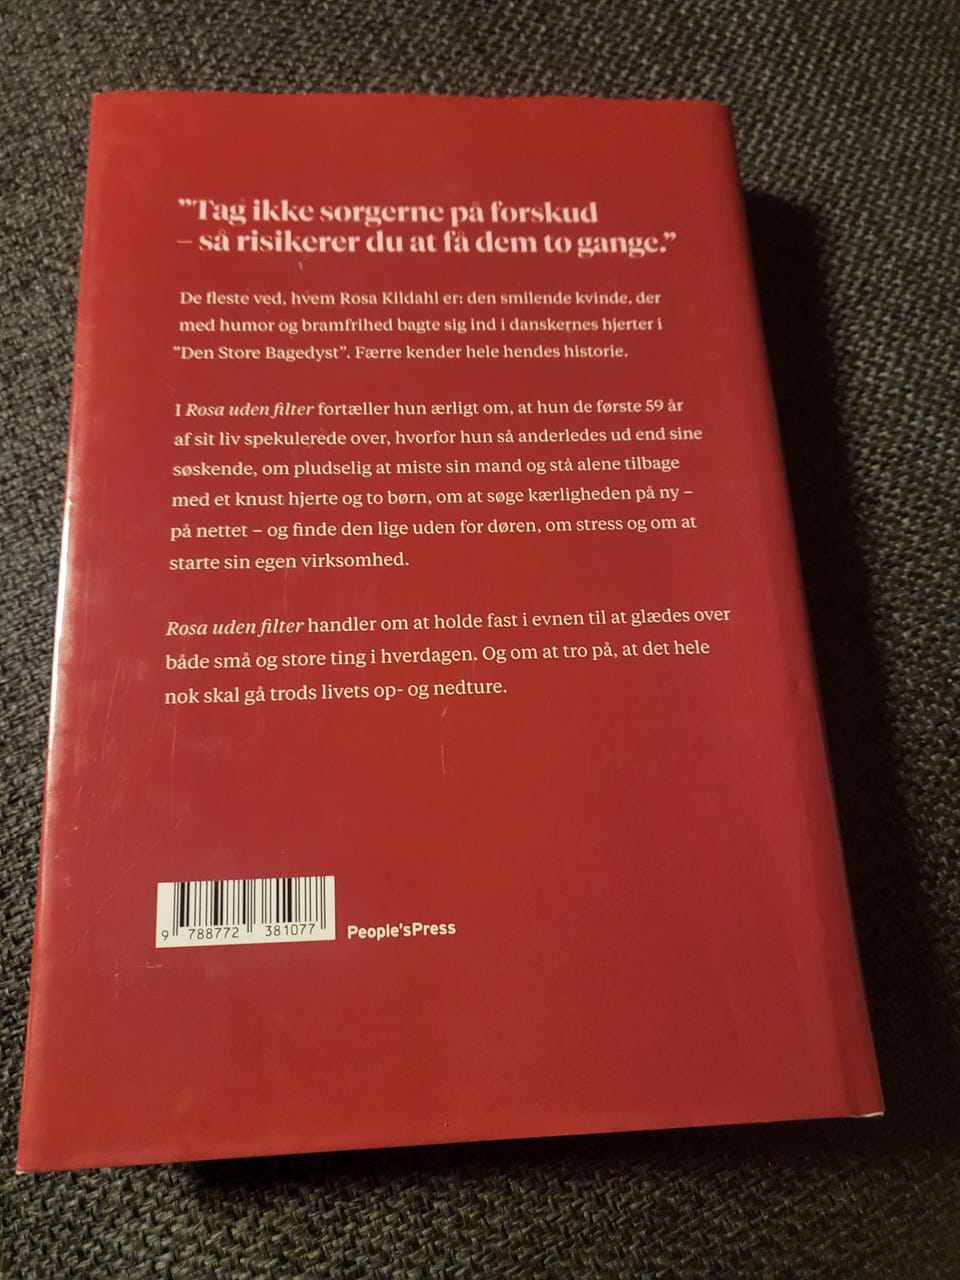 ”Tag ikke sorgerne på forskud
– så risikerer du at få dem to gange.”
De fleste ved, hvem Rosa Kildahl er: den smilende kvinde, der
med humor og bramfrihed bagte sig ind i danskernes hjerter i
”Den Store Bagedyst”. Færre kender hele hendes historie.
I Rosa uden filter fortæller hun ærligt om, at hun de første 59 år
af sit liv spekulerede over, hvorfor hun så anderledes ud end sine
søskende, om pludselig at miste sin mand og stå alene tilbage
med et knust hjerte og to børn, om at søge kærligheden på ny –
på nettet – og finde den lige uden for døren, om stress og om at
starte sin egen virksomhed.
Rosa uden filter handler om at holde fast i evnen til at glædes over
både små og store ting i hverdagen. Og om at tro på, at det hele
nok skal gå trods livets op- og nedture.
9 788772 381077
People'sPress